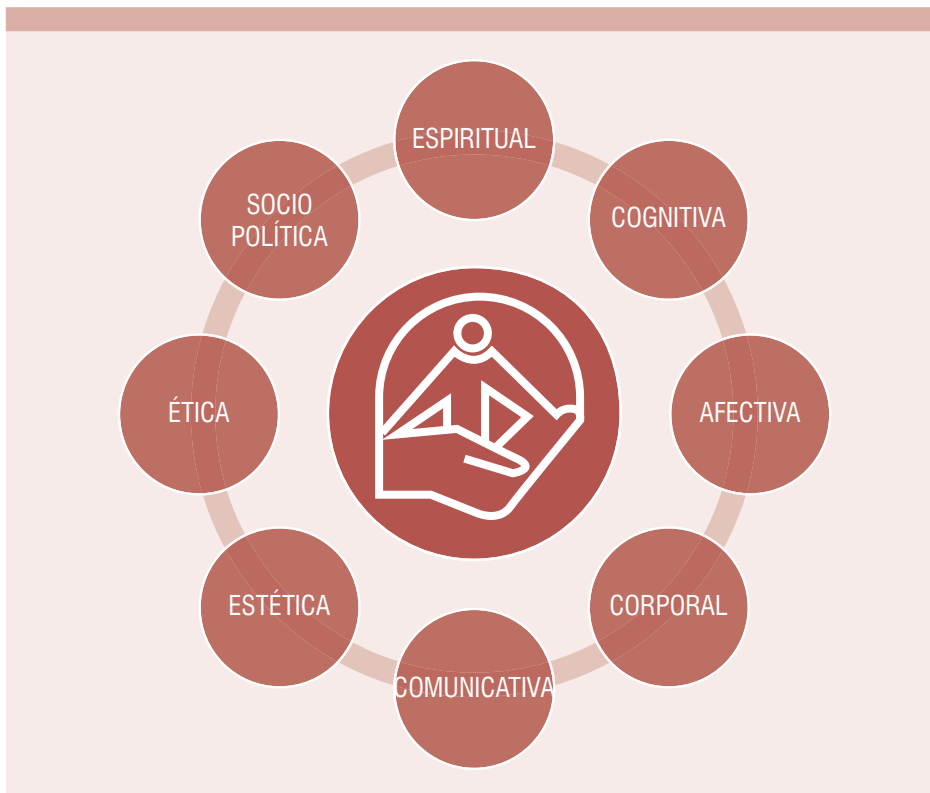 ESPIRITUAL
COGNITIVA
AFECTIVA
CORPORAL
COMUNICATIVA
ESTÉTICA
ÉTICA
SOCIO
POLÍTICA